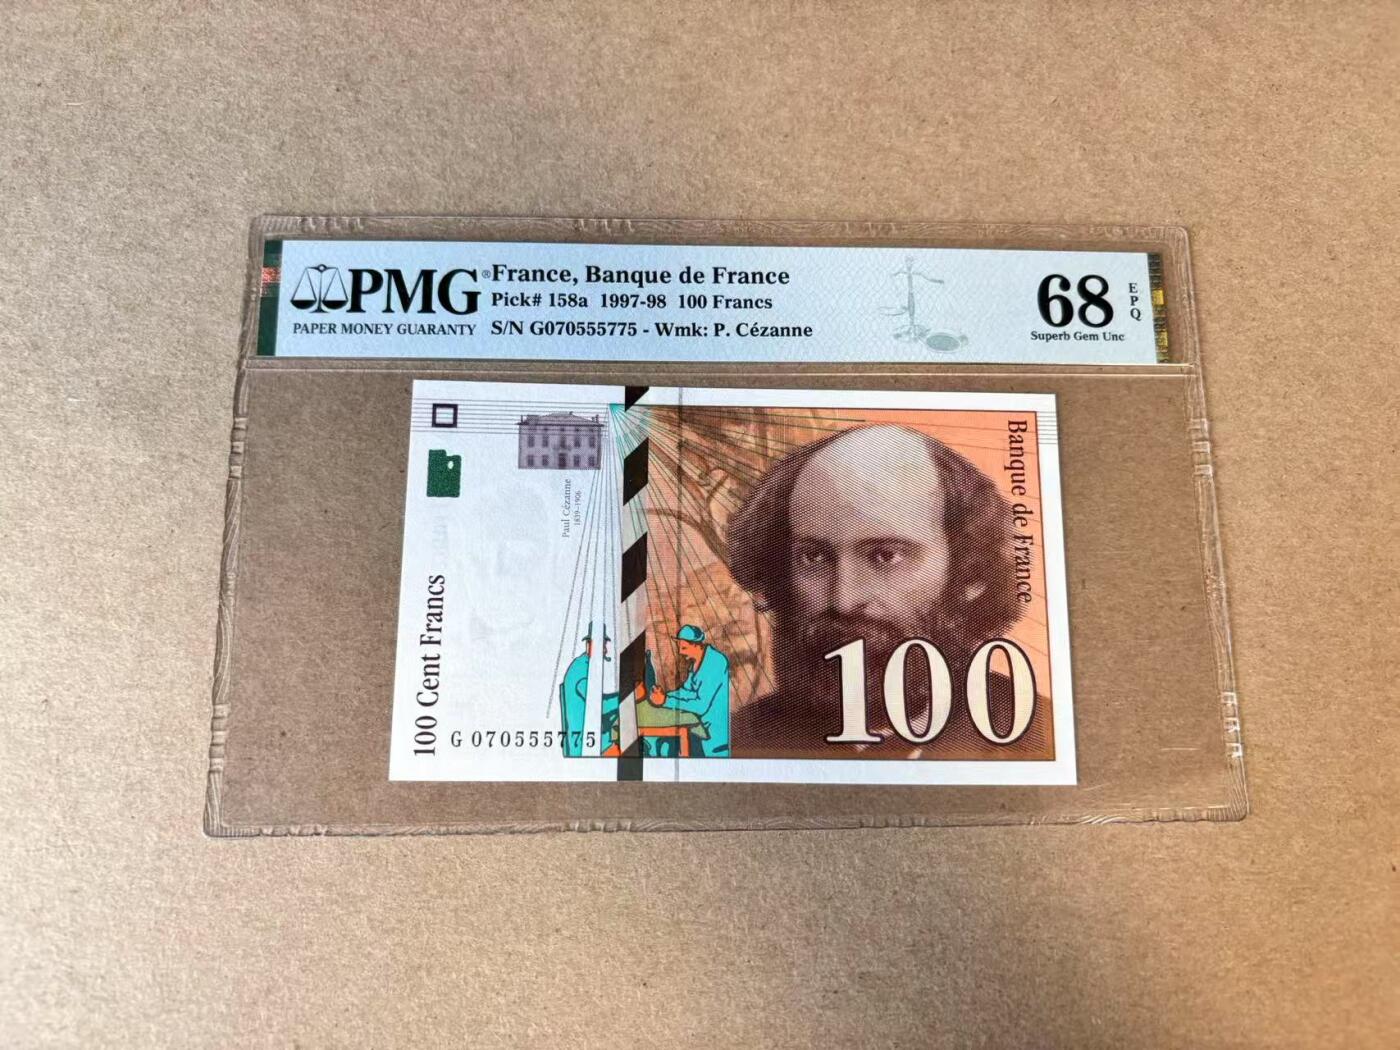 PMG®
PAPER MONEY GUARANTY
France, Banque de France
Pick# 158a 1997-98 100 Francs
S/N G070555775 - Wmk: P. Cézanne
68
EPQ
Superb Gem Unc
Paul Cézanne
1839-1906
Banque de France
100 Cent Francs
G 070555775
100